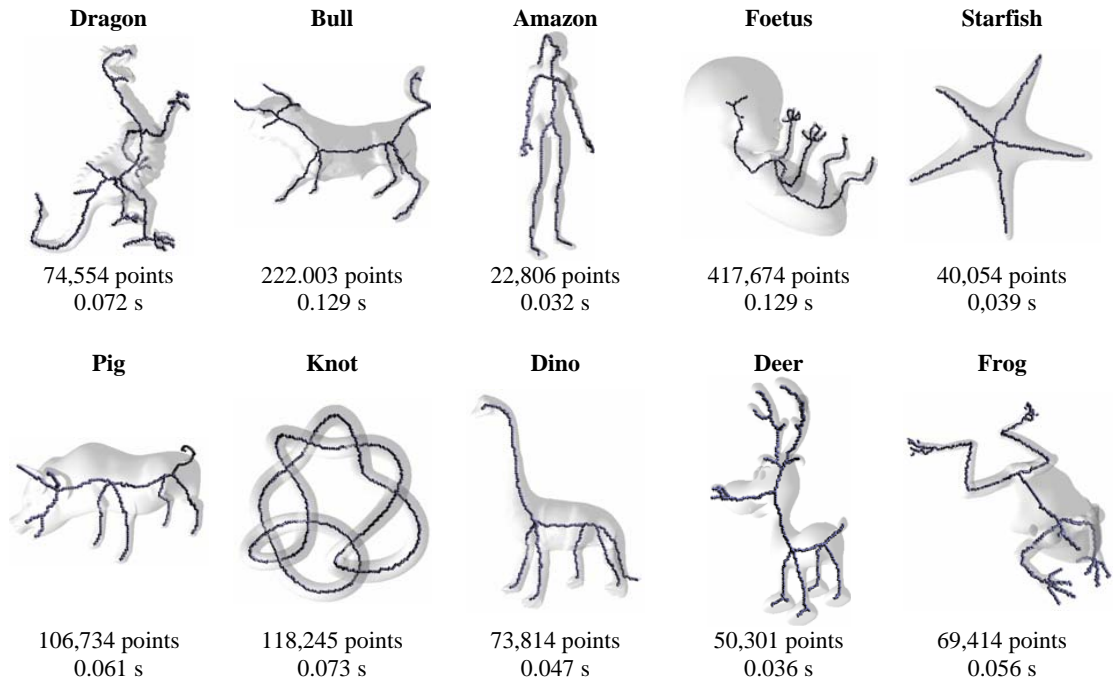 Dragon
Bull
Amazon
Foetus
Starfish
74,554 points
222.003 points
22,806 points
417,674 points
40,054 points
0.072 s
0.129 s
0.032 s
0.129 s
0,039 s
Pig
Knot
Dino
Deer
Frog
106,734 points
118,245 points
73,814 points
50,301 points
69,414 points
0.061 s
0.073 s
0.047 s
0.036 s
0.056 s